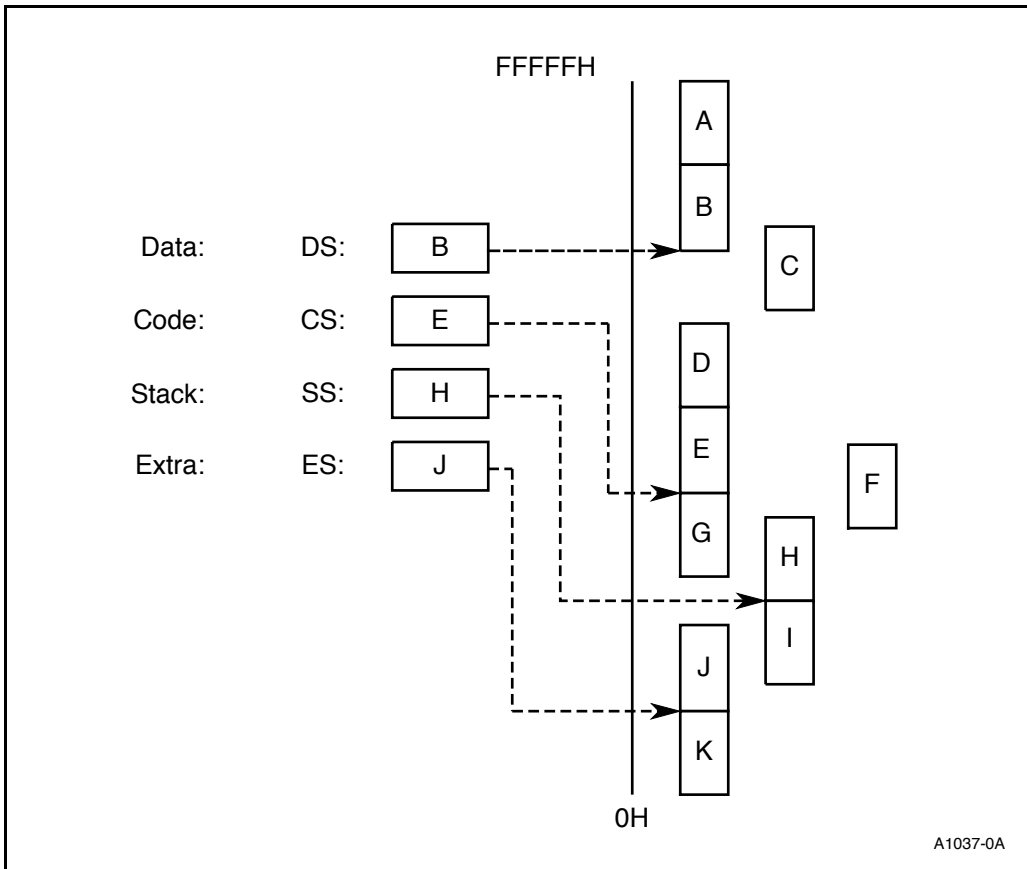 FFFFFH
A
B
Data: DS: B
C
Code: CS: E
D
Stack: SS: H
E
Extra: ES: J
F
G
H
I
J
K
0H
A1037-0A